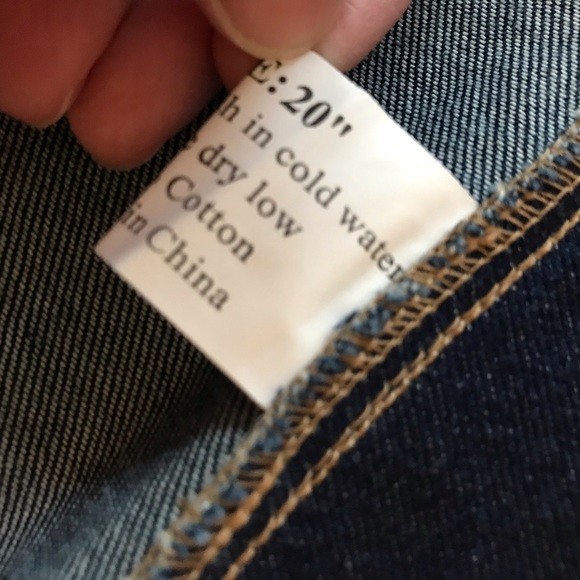 E: 20"
h in cold water
e dry low
Cotton
in China